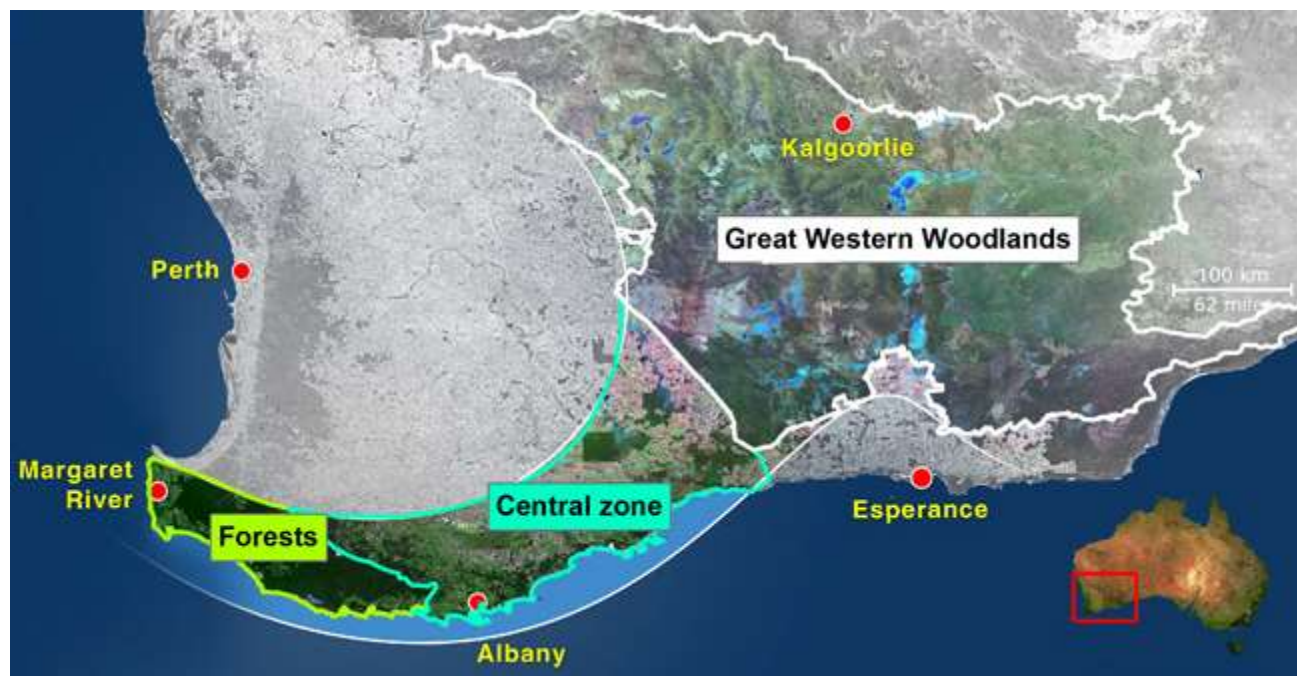 Kalgoorlie
Great Western Woodlands
Perth
100 km
62 miles
Margaret
River
Central zone
Forests
Esperance
Albany